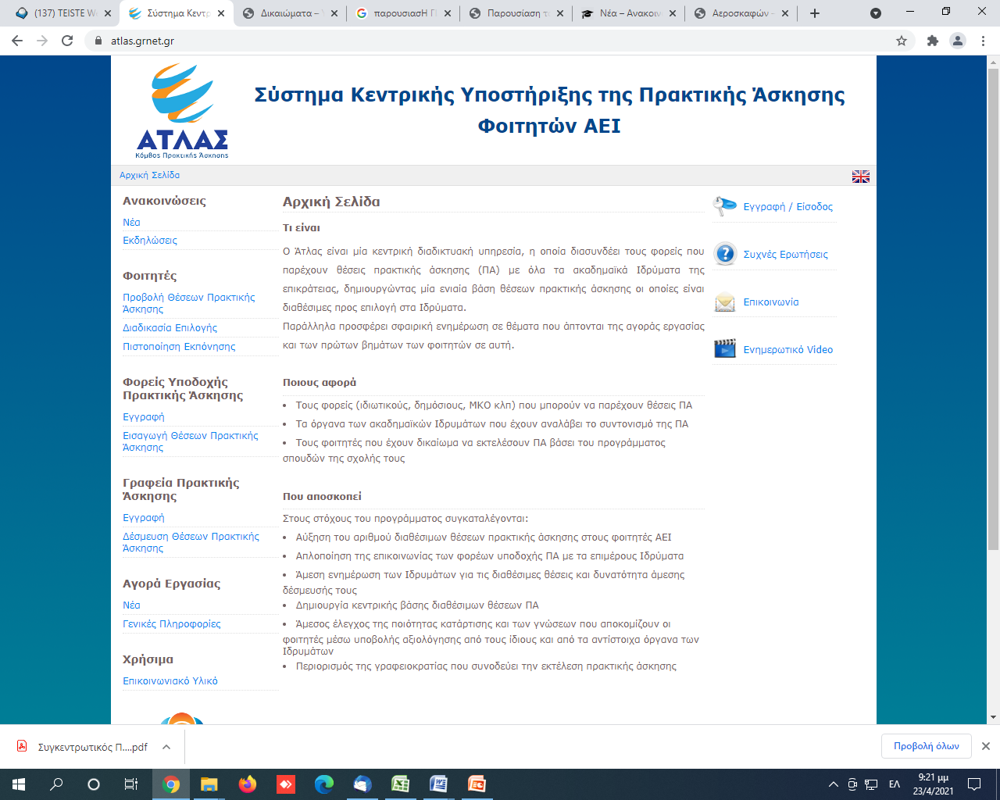 (137) TEISTE W
Σύστημα Κεντρ
Δικαιώματα –
παρουσιασΗ Γ
Παρουσίαση τ
Νέα – Ανακοιν
Αεροσκαφών –
atlas.grnet.gr
ΑΤΛΑΣ
Κόμβος Πρακτικής Άσκησης
Σύστημα Κεντρικής Υποστήριξης της Πρακτικής Άσκησης
Φοιτητών ΑΕΙ
Αρχική Σελίδα
Ανακοινώσεις
Νέα
Εκδηλώσεις
Φοιτητές
Προβολή Θέσεων Πρακτικής
Άσκησης
Διαδικασία Επιλογής
Πιστοποίηση Εκπόνησης
Φορείς Υποδοχής
Πρακτικής Άσκησης
Εγγραφή
Εισαγωγή Θέσεων Πρακτικής
Άσκησης
Γραφεία Πρακτικής
Άσκησης
Εγγραφή
Δέσμευση Θέσεων Πρακτικής
Άσκησης
Αγορά Εργασίας
Νέα
Γενικές Πληροφορίες
Χρήσιμα
Επικοινωνιακό Υλικό
Αρχική Σελίδα
Τι είναι
Ο Άτλας είναι μία κεντρική διαδικτυακή υπηρεσία, η οποία διασυνδέει τους φορείς που
παρέχουν θέσεις πρακτικής άσκησης (ΠΑ) με όλα τα ακαδημαϊκά Ιδρύματα της
επικράτειας, δημιουργώντας μία ενιαία βάση θέσεων πρακτικής άσκησης οι οποίες είναι
διαθέσιμες προς επιλογή στα Ιδρύματα.
Παράλληλα προσφέρει σφαιρική ενημέρωση σε θέματα που άπτονται της αγοράς εργασίας
και των πρώτων βημάτων των φοιτητών σε αυτή.
Ποιους αφορά
• Τους φορείς (ιδιωτικούς, δημόσιους, ΜΚΟ κλπ) που μπορούν να παρέχουν θέσεις ΠΑ
• Τα όργανα των ακαδημαϊκών Ιδρυμάτων που έχουν αναλάβει το συντονισμό της ΠΑ
• Τους φοιτητές που έχουν δικαίωμα να εκτελέσουν ΠΑ βάσει του προγράμματος
σπουδών της σχολής τους
Που αποσκοπεί
Στους στόχους του προγράμματος συγκαταλέγονται:
• Αύξηση του αριθμού διαθέσιμων θέσεων πρακτικής άσκησης στους φοιτητές ΑΕΙ
• Απλοποίηση της επικοινωνίας των φορέων υποδοχής ΠΑ με τα επιμέρους Ιδρύματα
• Άμεση ενημέρωση των Ιδρυμάτων για τις διαθέσιμες θέσεις και δυνατότητα άμεσης
δέσμευσής τους
• Δημιουργία κεντρικής βάσης διαθέσιμων θέσεων ΠΑ
• Άμεσος έλεγχος της ποιότητας κατάρτισης και των γνώσεων που αποκομίζουν οι
φοιτητές μέσω υποβολής αξιολόγησης από τους ίδιους και από τα αντίστοιχα όργανα των
Ιδρυμάτων
• Περιορισμός της γραφειοκρατίας που συνοδεύει την εκτέλεση πρακτικής άσκησης
Εγγραφή / Είσοδος
Συχνές Ερωτήσεις
Επικοινωνία
Ενημερωτικό Video
Συγκεντρωτικός Π....pdf
Προβολή όλων
ΕΛ
9:21 μμ
23/4/2021